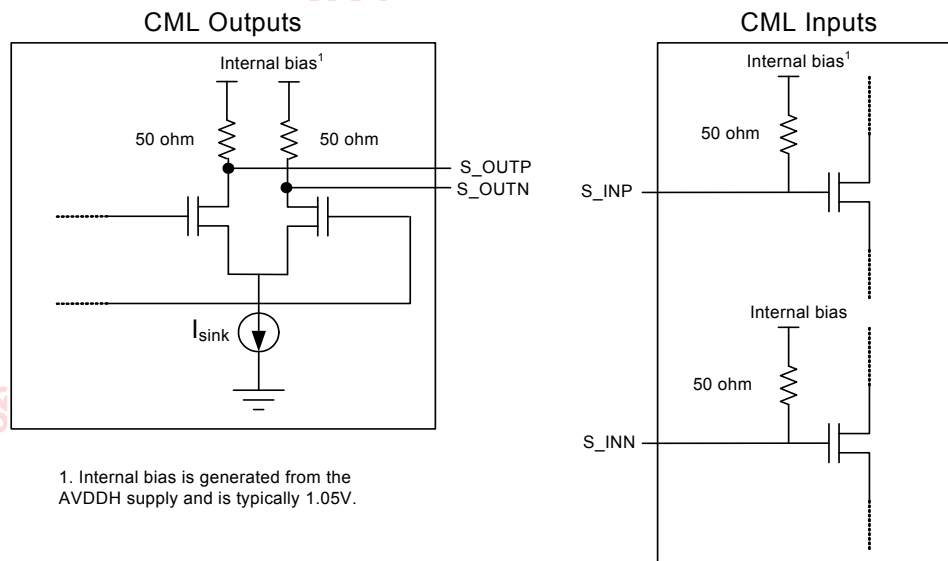 CML Outputs
Internal bias1
50 ohm
50 ohm
S_OUTP
S_OUTN
Isink
1. Internal bias is generated from the
AVDDH supply and is typically 1.05V.
CML Inputs
Internal bias1
50 ohm
S_INP
Internal bias
50 ohm
S_INN